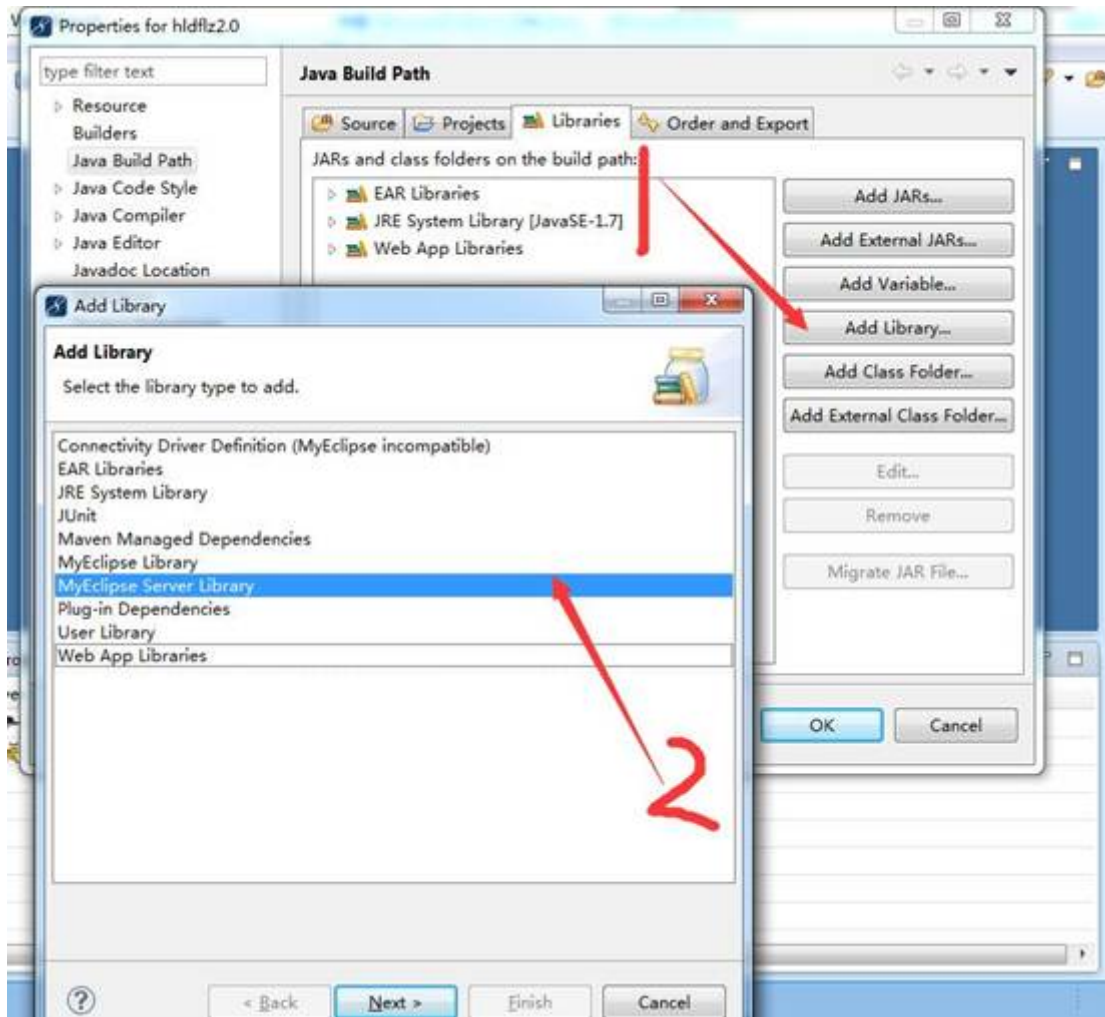 Properties for hldflz2.0
type filter text
Java Build Path
Resource
Builders
Java Build Path
Java Code Style
Java Compiler
Java Editor
Javadoc Location
Source
Projects
Libraries
Order and Export
JARs and class folders on the build path:
EAR Libraries
JRE System Library [JavaSE-1.7]
Web App Libraries
Add JARs...
Add External JARs...
Add Variable...
Add Library...
Add Class Folder...
Add External Class Folder...
Edit...
Remove
Migrate JAR File...
OK
Cancel
1
Add Library
Add Library
Select the library type to add.
Connectivity Driver Definition (MyEclipse incompatible)
EAR Libraries
JRE System Library
JUnit
Maven Managed Dependencies
MyEclipse Library
MyEclipse Server Library
Plug-in Dependencies
User Library
Web App Libraries
2
?
< Back
Next >
Finish
Cancel